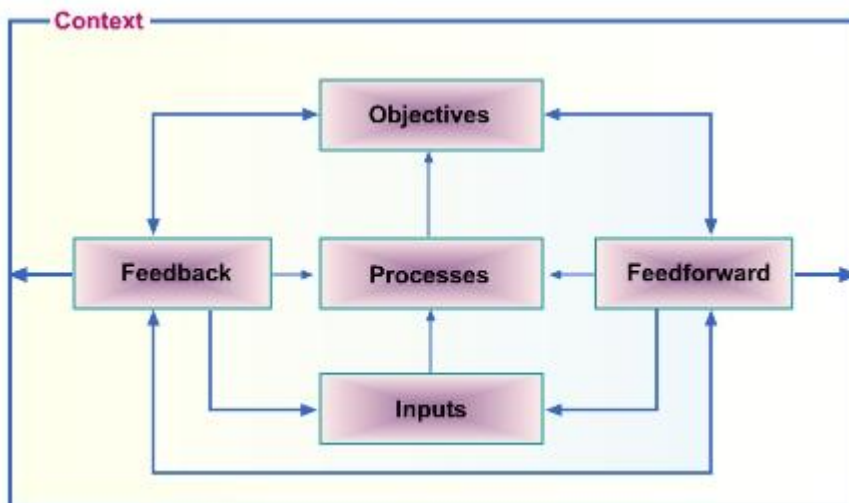 Context
Objectives
Feedback
Processes
Feedforward
Inputs